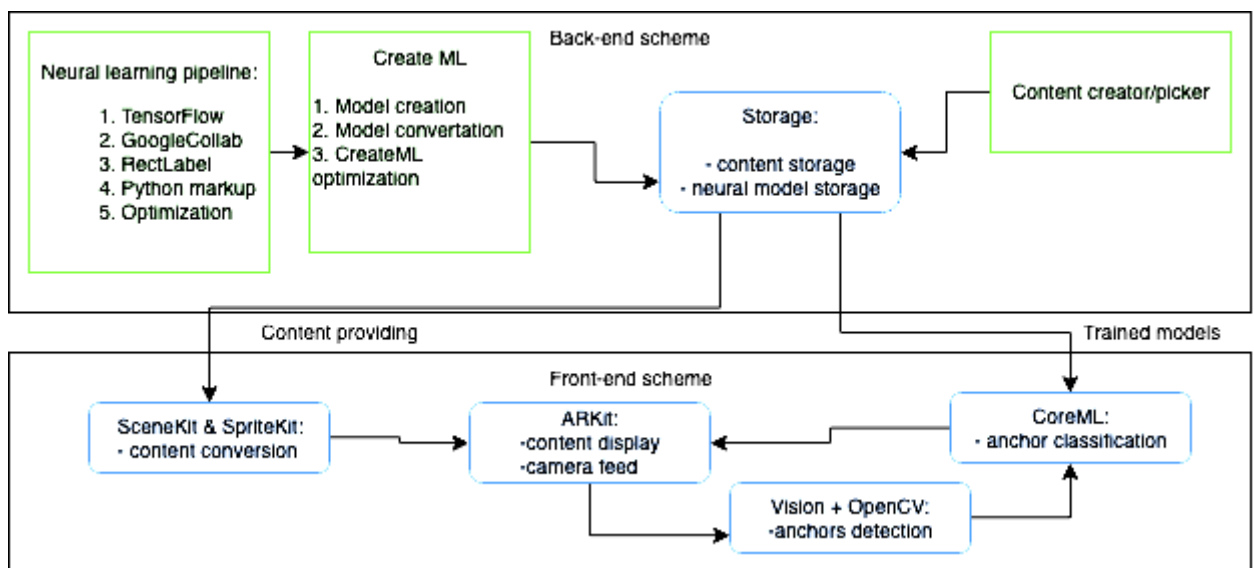 Back-end scheme
Neural learning pipeline:
1. TensorFlow
2. GoogleCollab
3. RectLabel
4. Python markup
5. Optimization
Create ML
1. Model creation
2. Model convertation
3. CreateML
optimization
Storage:
- content storage
- neural model storage
Content creator/picker
Content providing
Trained models
Front-end scheme
SceneKit & SpriteKit:
- content conversion
ARKit:
-content display
-camera feed
CoreML:
- anchor classification
Vision + OpenCV:
-anchors detection